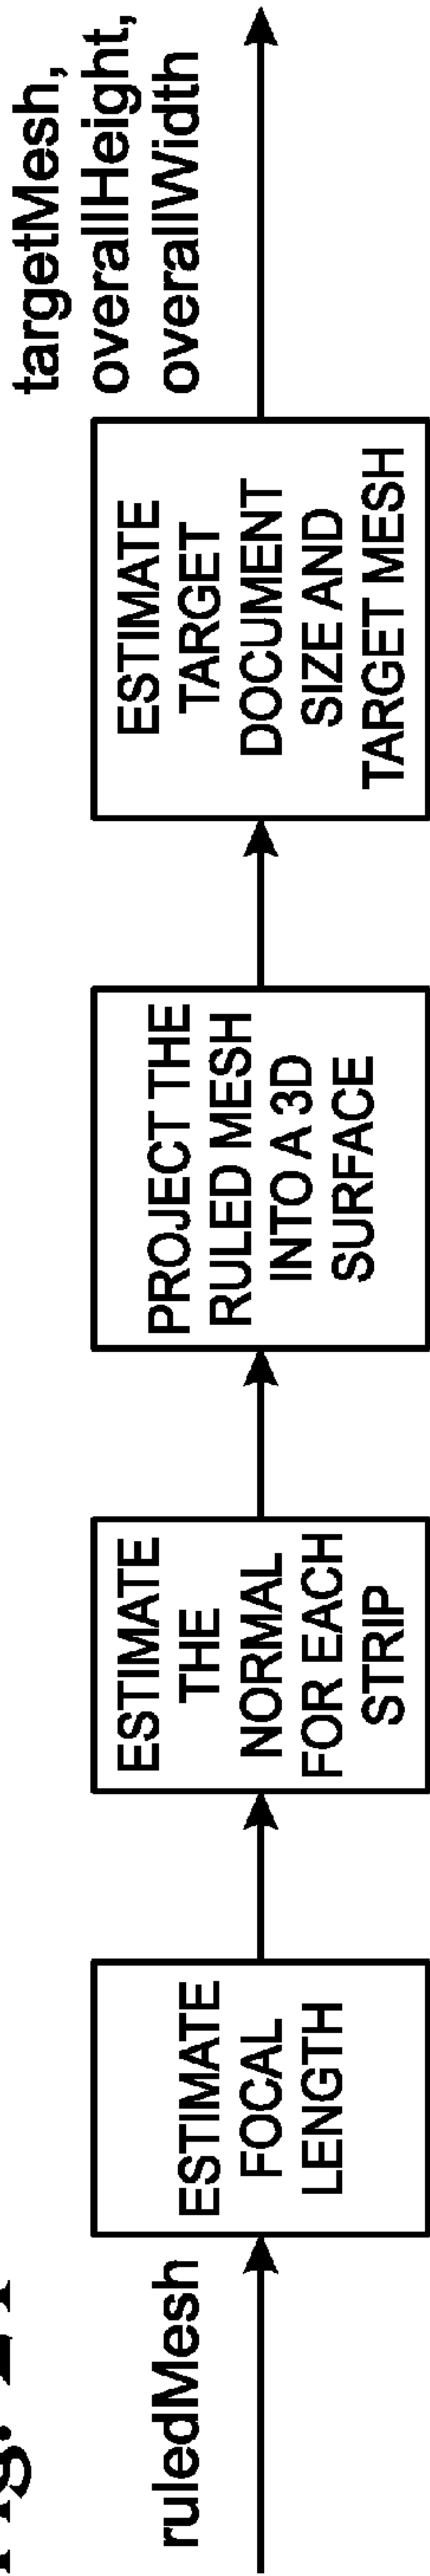 ruledMesh
ESTIMATE
FOCAL
LENGTH
ESTIMATE
THE
NORMAL
FOR EACH
STRIP
PROJECT THE
RULED MESH
INTO A 3D
SURFACE
ESTIMATE
TARGET
DOCUMENT
SIZE AND
TARGET MESH
targetMesh,
overallHeight,
overallWidth